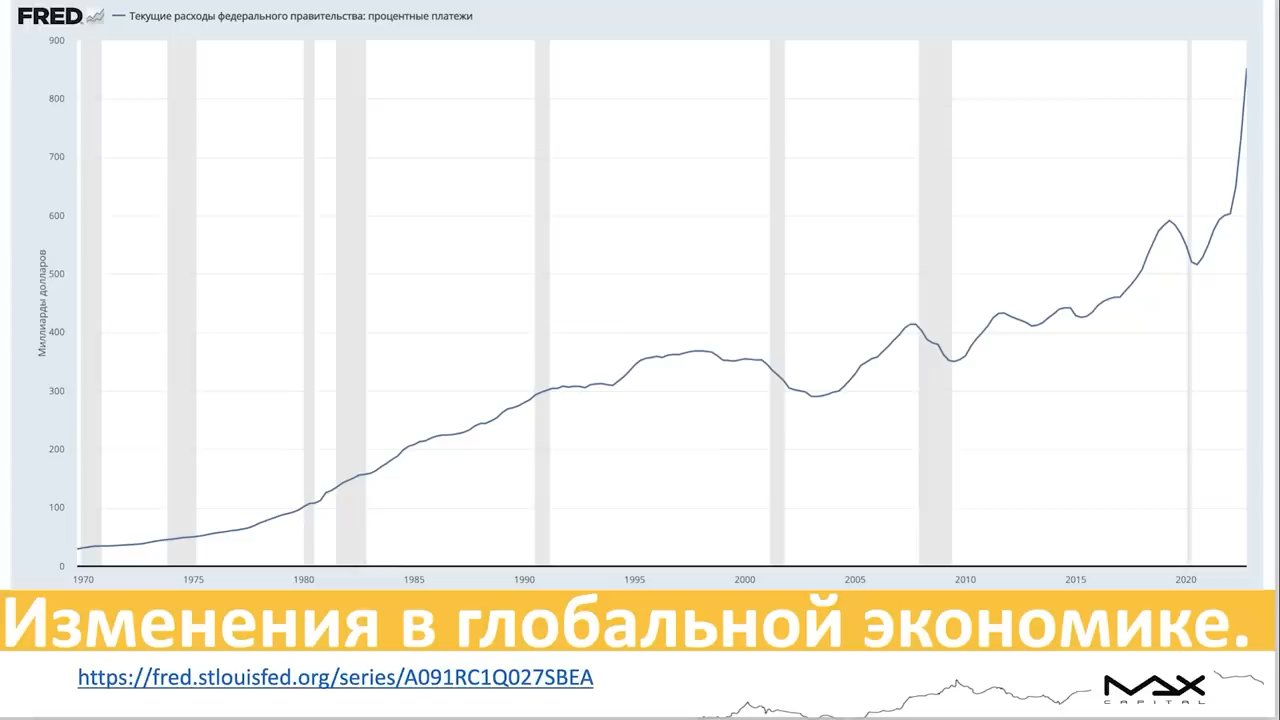 FRED
Текущие расходы федерального правительства: процентные платежи
Миллиарды долларов
900
800
700
600
500
400
300
200
100
0
1970 1975 1980 1985 1990 1995 2000 2005 2010 2015 2020
Изменения в глобальной экономике.
https://fred.stlouisfed.org/series/A091RC1Q027SBEA
MAX
CAPITAL